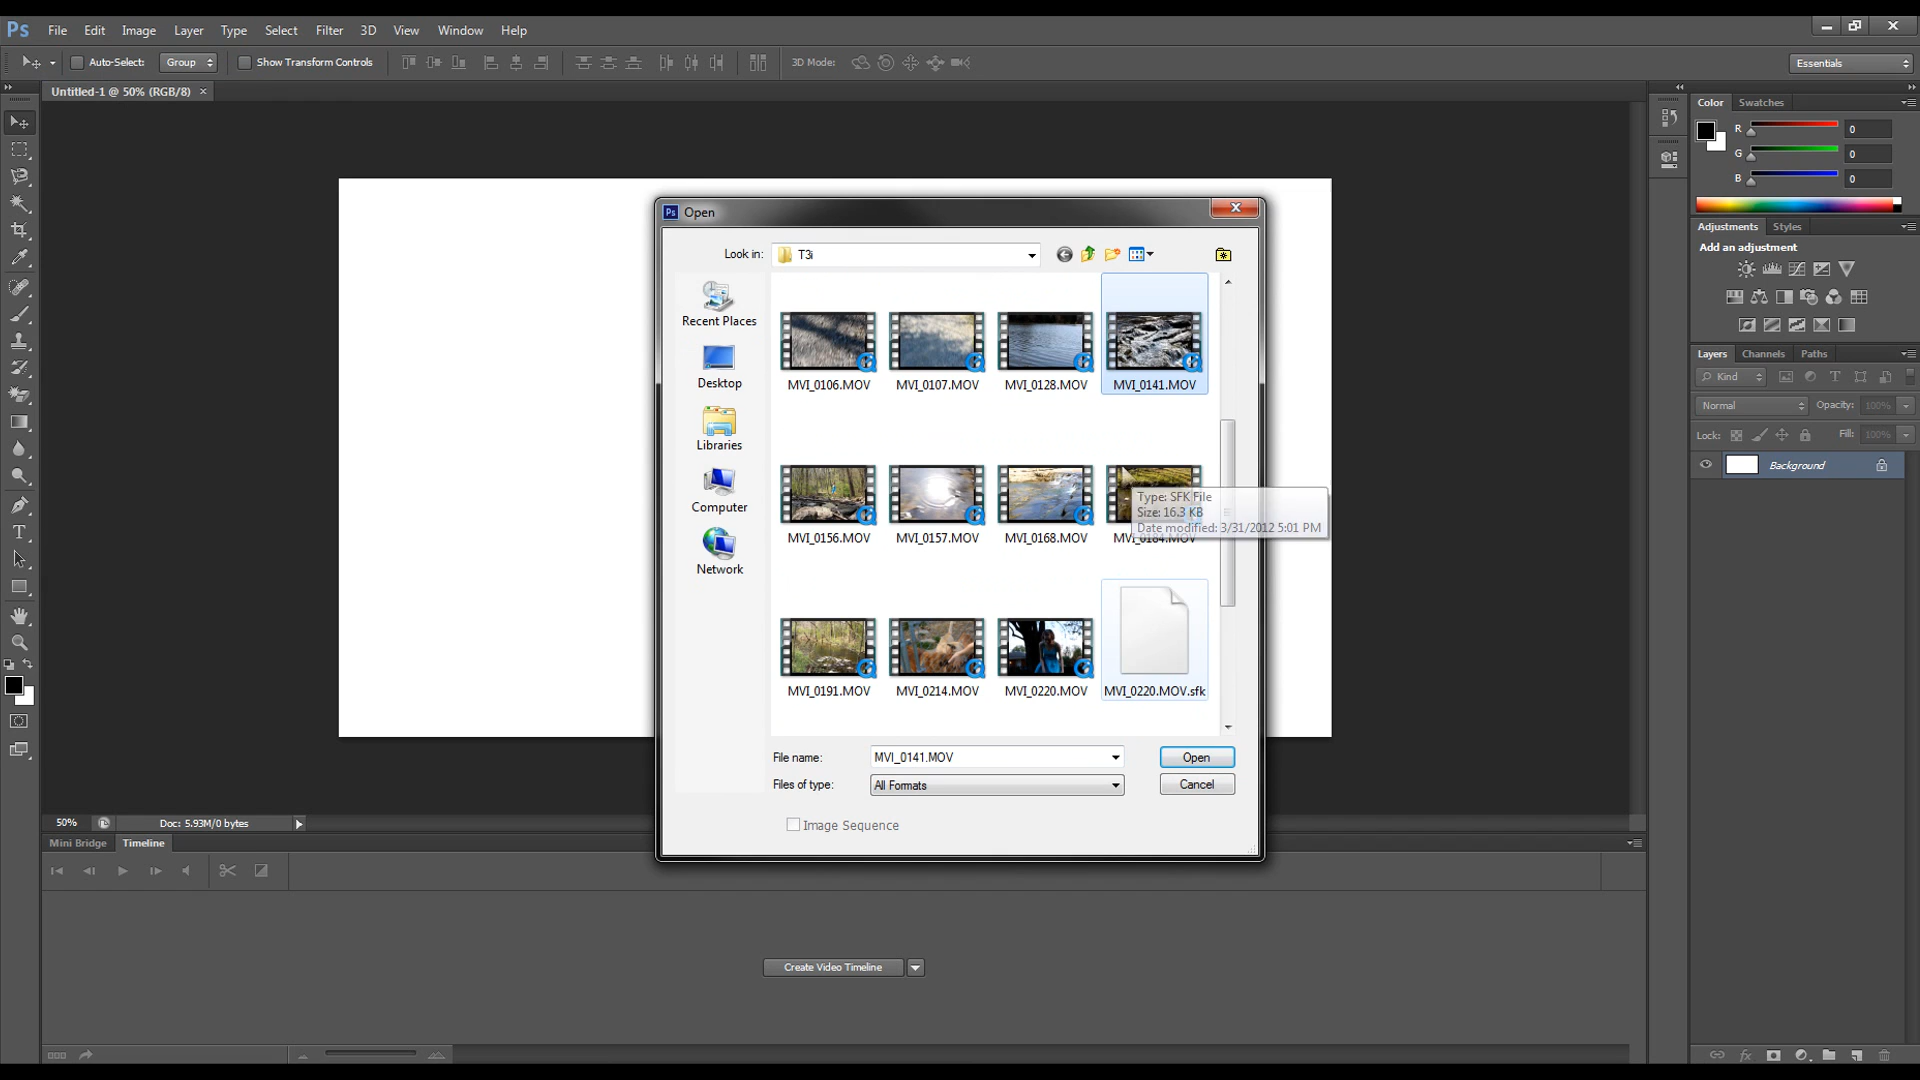 Ps File Edit Image Layer Type Select Filter 3D View Window Help
Auto-Select: Group Show Transform Controls 3D Mode: Essentials
Untitled-1 @ 50% (RGB/8) ×
Color Swatches
R 0
G 0
B 0
Adjustments Styles
Add an adjustment
Layers Channels Paths
Kind
Normal Opacity: 100%
Lock: Fill: 100%
Background
Ps Open
Look in: T3i
Recent Places
Desktop
Libraries
Computer
Network
MVI_0106.MOV MVI_0107.MOV MVI_0128.MOV MVI_0141.MOV
MVI_0156.MOV MVI_0157.MOV MVI_0168.MOV MVI_0184.MOV
Type: SFK File
Size: 16.3 KB
Date modified: 3/31/2012 5:01 PM
MVI_0191.MOV MVI_0214.MOV MVI_0220.MOV MVI_0220.MOV.sfk
File name: MVI_0141.MOV Open
Files of type: All Formats Cancel
Image Sequence
50% Doc: 5.93M/0 bytes
Mini Bridge Timeline
Create Video Timeline